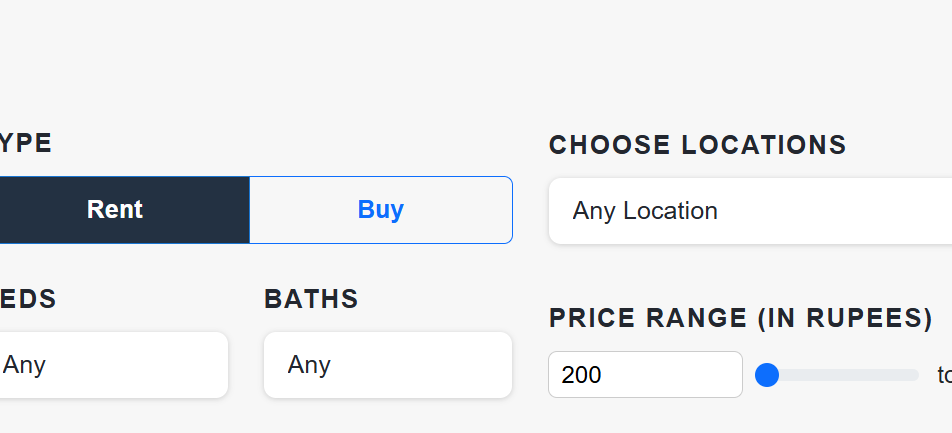 YPE
CHOOSE LOCATIONS
Rent
Buy
Any Location
EDS
BATHS
PRICE RANGE (IN RUPEES)
Any
Any
200
to